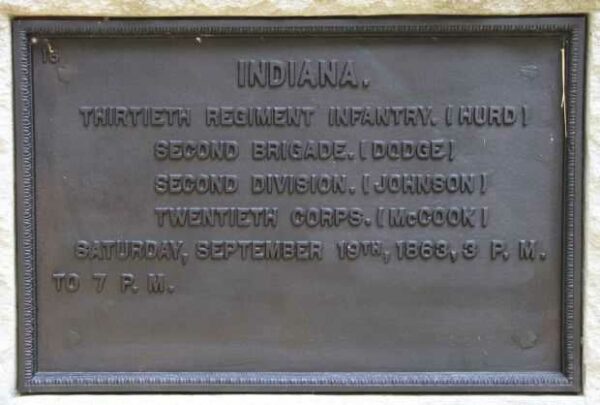 15
INDIANA.
THIRTIETH REGIMENT INFANTRY. [HURD]
SECOND BRIGADE. [DODGE]
SECOND DIVISION. [JOHNSON]
TWENTIETH CORPS. [McCOOK]
SATURDAY, SEPTEMBER 19TH, 1863, 3 P. M.
TO 7 P. M.